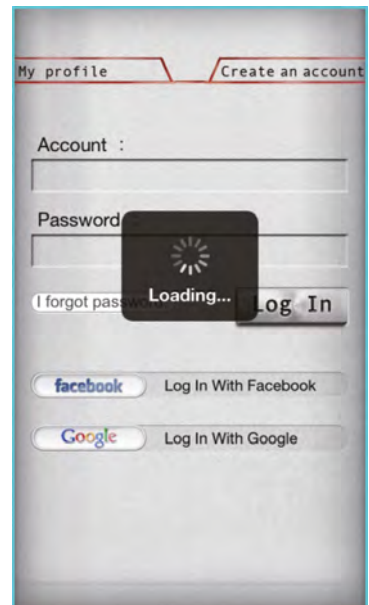 My profile
Create an account
Account :
Password :
Loading...
I forgot password
Log In
facebook
Log In With Facebook
Google
Log In With Google